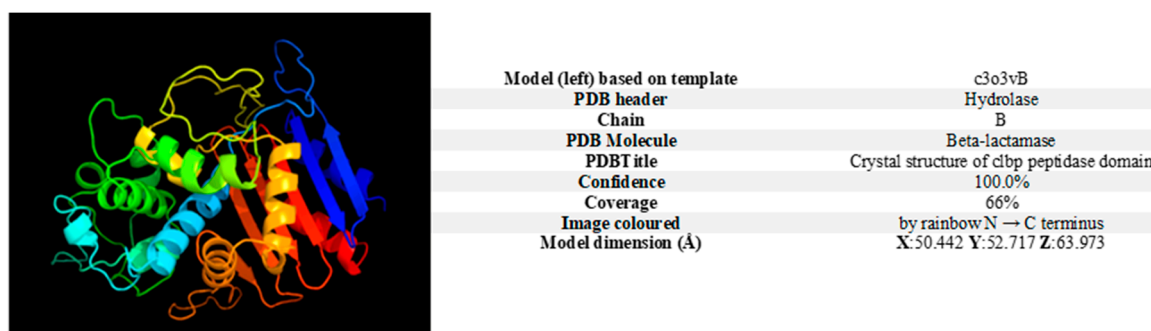 Model (left) based on template c3o3vB
PDB header Hydrolase
Chain B
PDB Molecule Beta-lactamase
PDBTitle Crystal structure of clbp peptidase domain
Confidence 100.0%
Coverage 66%
Image coloured by rainbow N → C terminus
Model dimension (Å) X:50.442 Y:52.717 Z:63.973